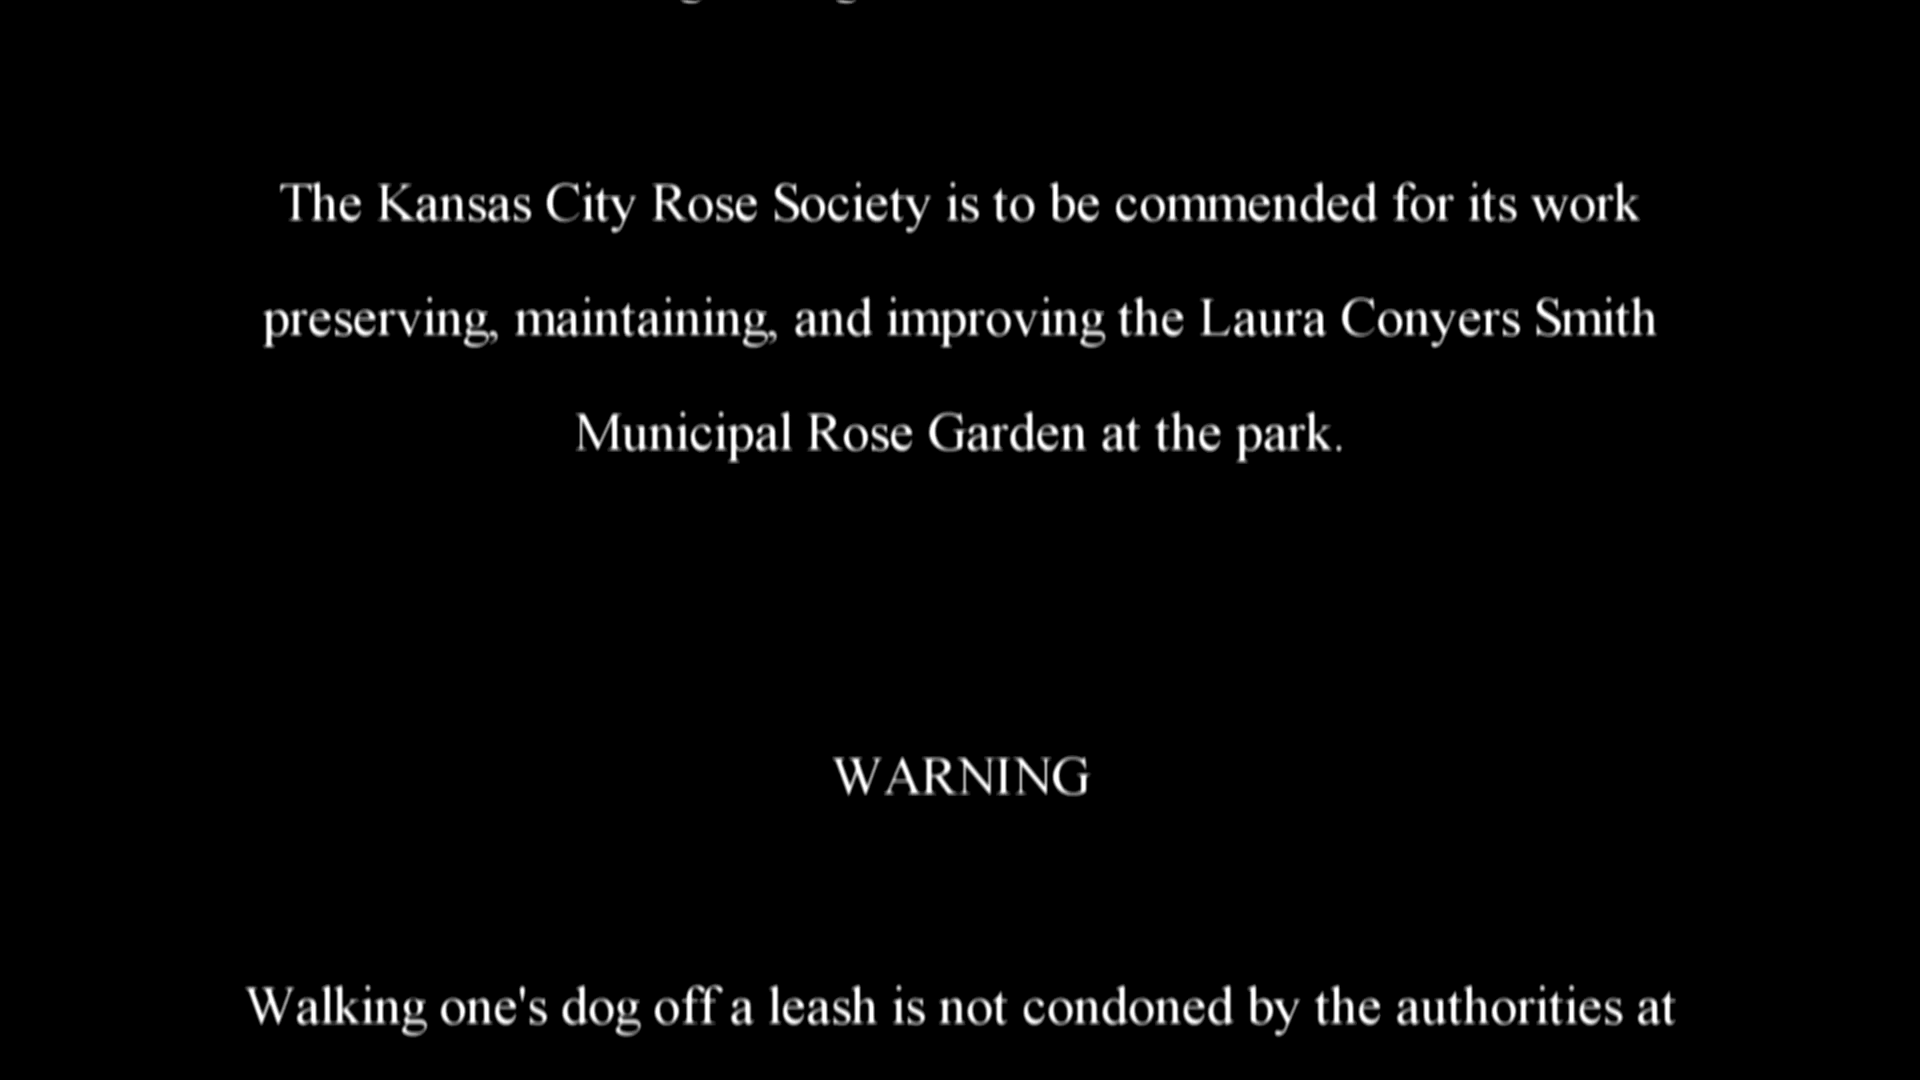 The Kansas City Rose Society is to be commended for its work
preserving, maintaining, and improving the Laura Conyers Smith
Municipal Rose Garden at the park.
WARNING
Walking one's dog off a leash is not condoned by the authorities at